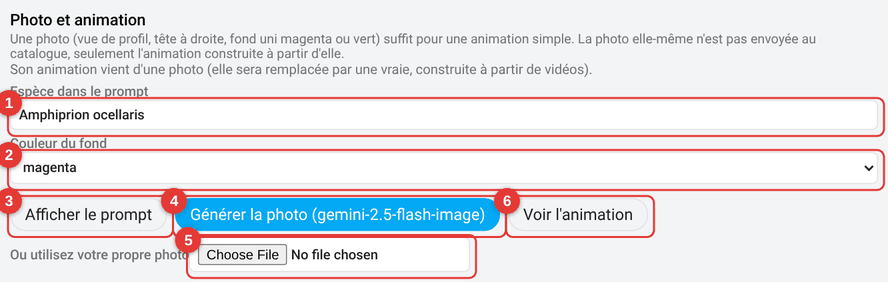 Photo et animation
Une photo (vue de profil, tête à droite, fond uni magenta ou vert) suffit pour une animation simple. La photo elle-même n'est pas envoyée au
catalogue, seulement l'animation construite à partir d'elle.
Son animation vient d'une photo (elle sera remplacée par une vraie, construite à partir de vidéos).
Espèce dans le prompt
1 Amphiprion ocellaris
Couleur du fond
2 magenta
3 Afficher le prompt 4 Générer la photo (gemini-2.5-flash-image) 6 Voir l'animation
Ou utilisez votre propre photo 5 Choose File No file chosen